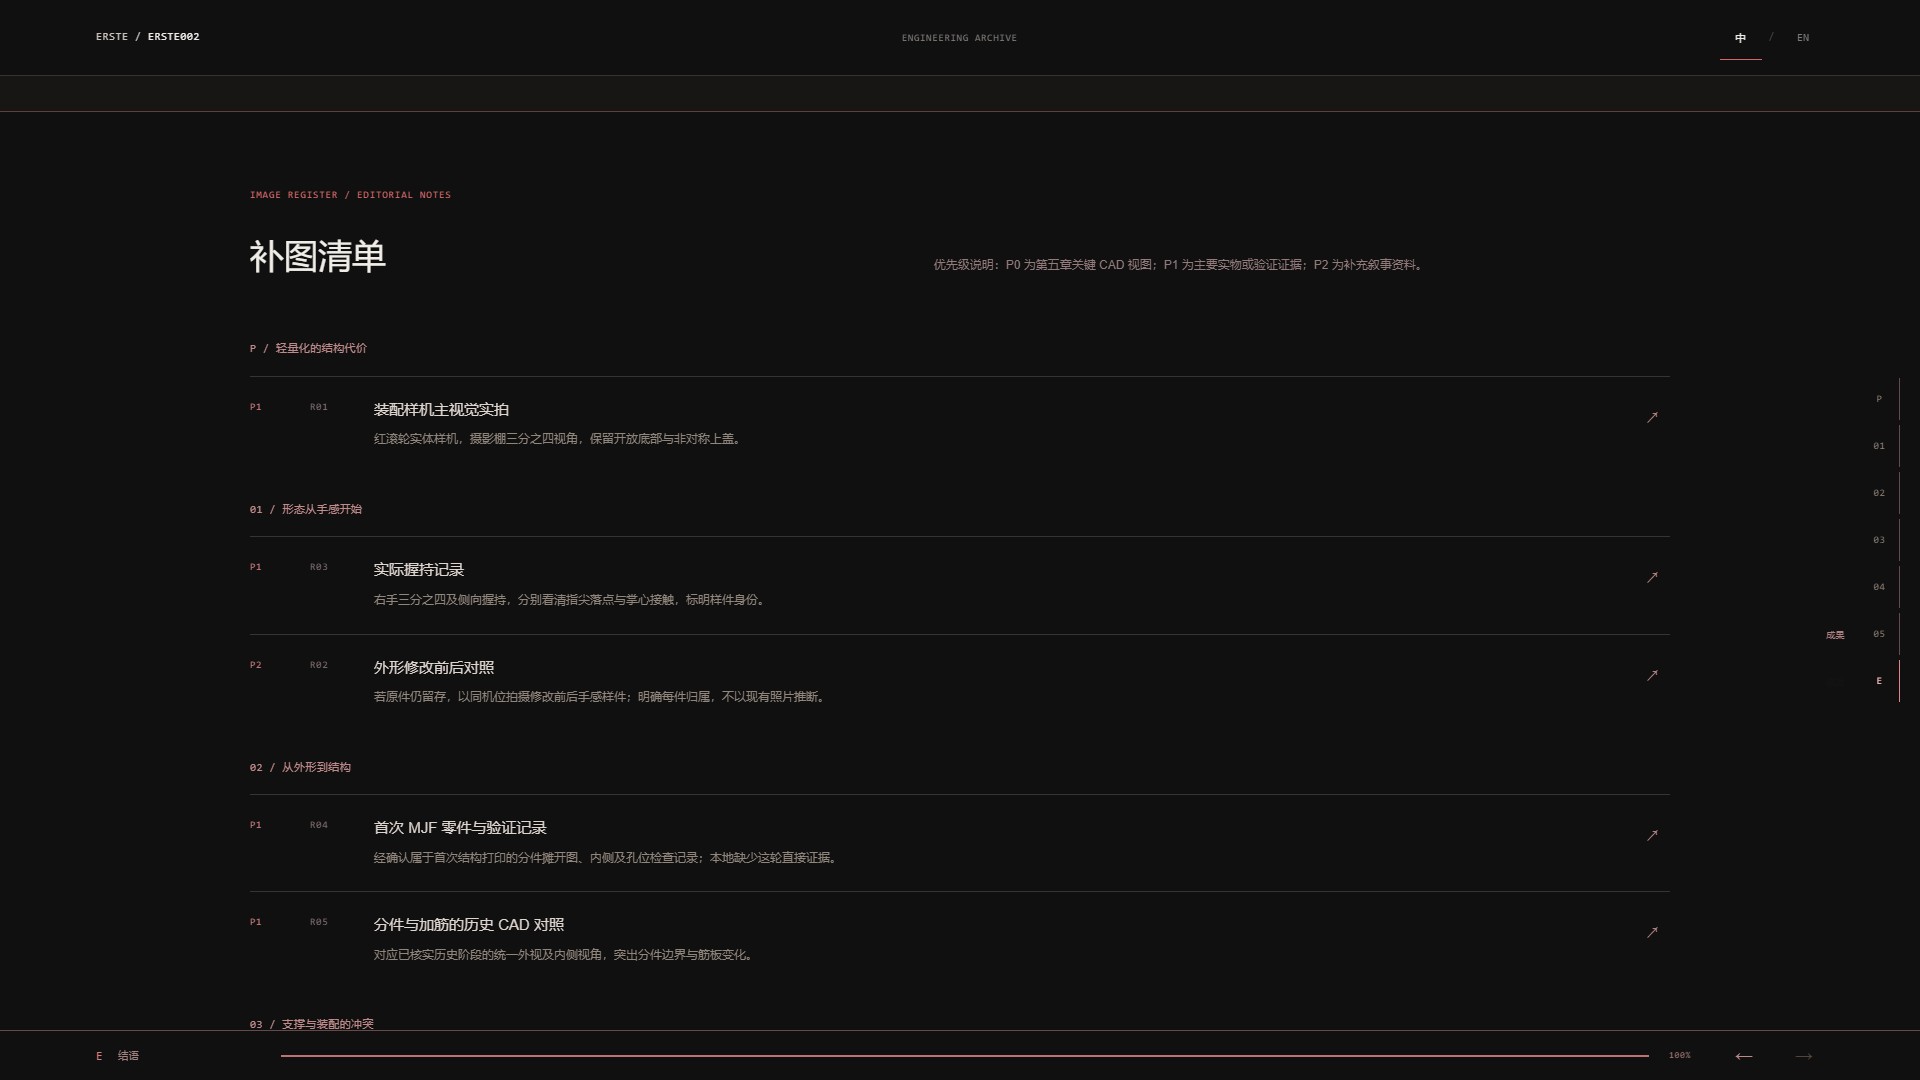 ERSTE / ERSTE002
ENGINEERING ARCHIVE
中 / EN
IMAGE REGISTER / EDITORIAL NOTES
补图清单
优先级说明：P0 为第五章关键 CAD 视图；P1 为主要实物或验证证据；P2 为补充叙事资料。
P / 轻量化的结构代价
P1 R01 装配样机主视觉实拍 ↗
红滚轮实体样机，摄影棚三分之四视角，保留开放底部与非对称上盖。
01 / 形态从手感开始
P1 R03 实际握持记录 ↗
右手三分之四及侧向握持，分别看清指尖落点与掌心接触，标明样件身份。
P2 R02 外形修改前后对照 ↗
若原件仍留存，以同机位拍摄修改前后手感样件；明确每件归属，不以现有照片推断。
02 / 从外形到结构
P1 R04 首次 MJF 零件与验证记录 ↗
经确认属于首次结构打印的分件摊开图、内侧及孔位检查记录；本地缺少这轮直接证据。
P1 R05 分件与加筋的历史 CAD 对照 ↗
对应已核实历史阶段的统一外视及内侧视角，突出分件边界与筋板变化。
03 / 支撑与装配的冲突
P
01
02
03
04
成果 05
E
E 结语
100% ← →